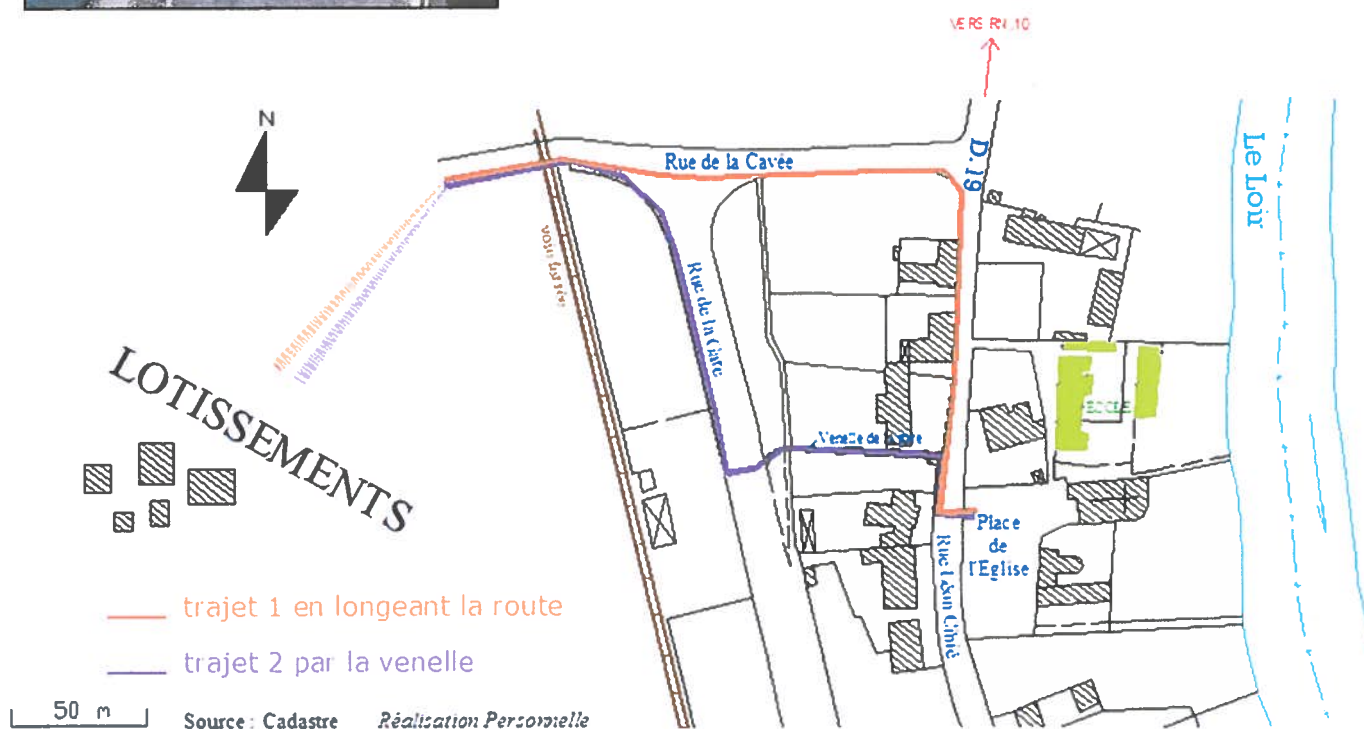 VERS RN.10
N
Rue de la Cavée
D.19
Le Loir
Rue de la Gare
LOTISSEMENTS
ECOLE
Venelle de
Place
de
l'Eglise
trajet 1 en longeant la route
trajet 2 par la venelle
50 m
Source : Cadastre Réalisation Personnelle